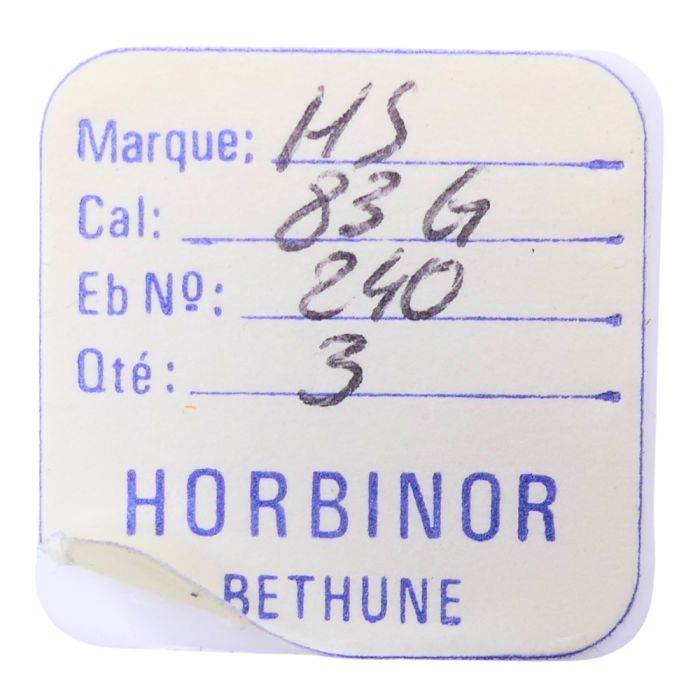 Marque: HS
Cal: 83 G
Eb Nº: 240
Qté: 3
HORBINOR
BETHUNE